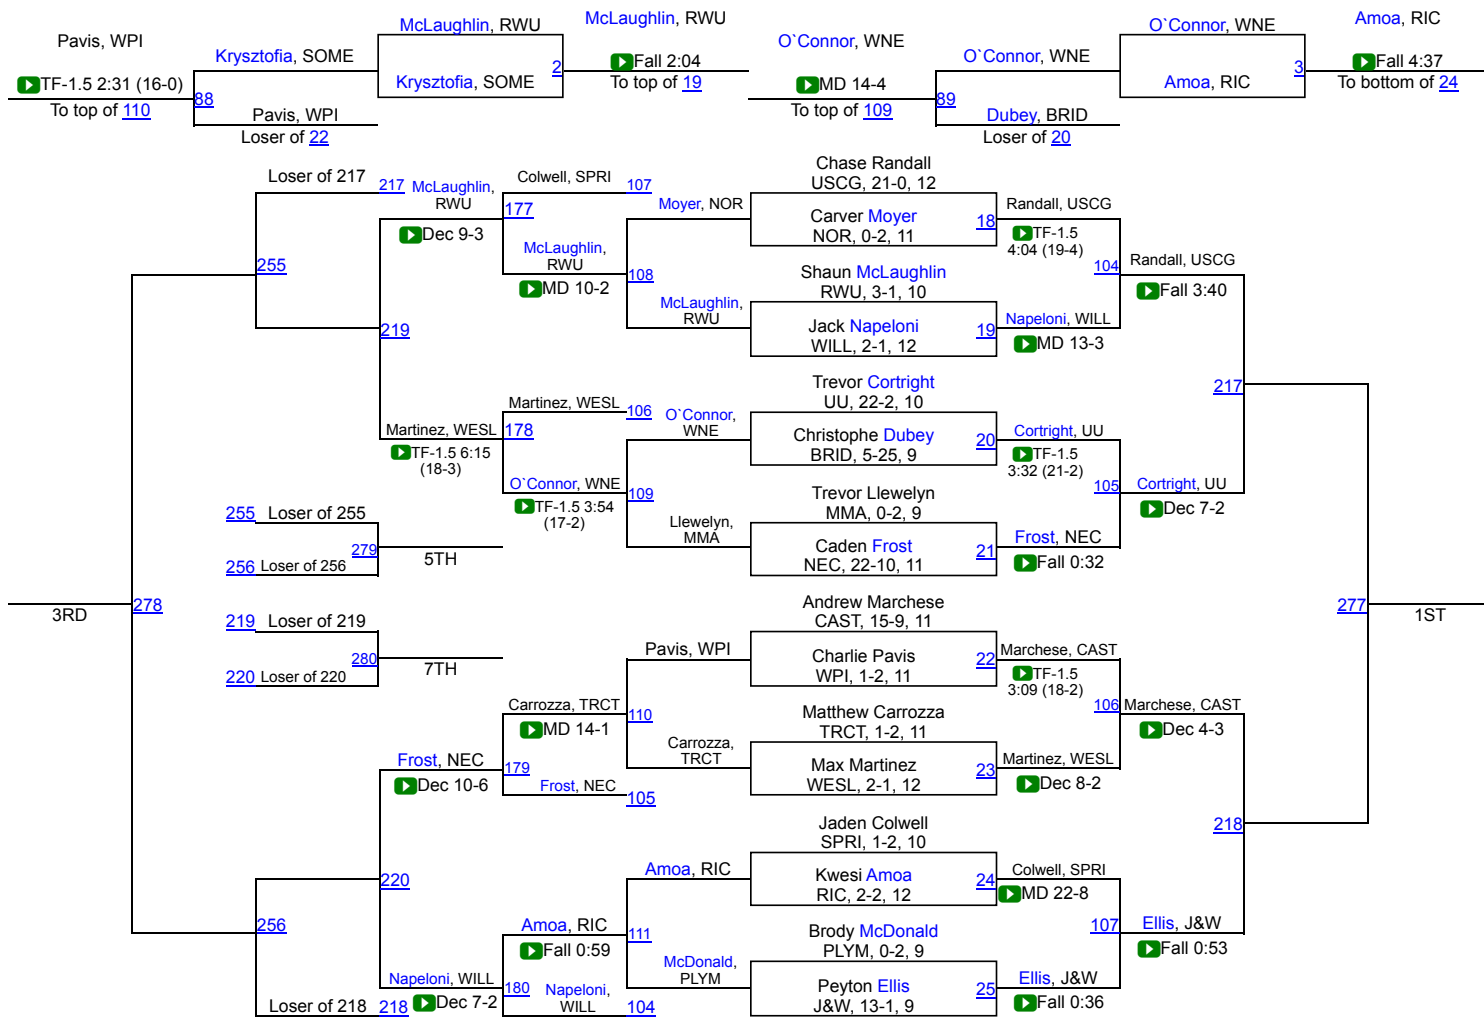 Pavis, WPI
TF-1.5 2:31 (16-0)
To top of 110
Krysztofia, SOME
88
Pavis, WPI
Loser of 22
McLaughlin, RWU
Krysztofia, SOME
2
McLaughlin, RWU
Fall 2:04
To top of 19
O`Connor, WNE
MD 14-4
To top of 109
O`Connor, WNE
89
Dubey, BRID
Loser of 20
O`Connor, WNE
Amoa, RIC
3
Amoa, RIC
Fall 4:37
To bottom of 24
Loser of 217
217
McLaughlin,
RWU
Dec 9-3
Colwell, SPRI
107
177
McLaughlin,
RWU
MD 10-2
Moyer, NOR
108
McLaughlin,
RWU
Chase Randall
USCG, 21-0, 12
Carver Moyer
NOR, 0-2, 11
18
Randall, USCG
TF-1.5
4:04 (19-4)
104
Randall, USCG
Fall 3:40
Shaun McLaughlin
RWU, 3-1, 10
Jack Napeloni
WILL, 2-1, 12
19
Napeloni, WILL
MD 13-3
255
219
217
Martinez, WESL
TF-1.5 6:15
(18-3)
Martinez, WESL
106
178
O`Connor, WNE
TF-1.5 3:54
(17-2)
O`Connor,
WNE
109
Llewelyn,
MMA
Trevor Cortright
UU, 22-2, 10
Christophe Dubey
BRID, 5-25, 9
20
Cortright, UU
TF-1.5
3:32 (21-2)
105
Cortright, UU
Dec 7-2
Trevor Llewelyn
MMA, 0-2, 9
Caden Frost
NEC, 22-10, 11
21
Frost, NEC
Fall 0:32
255
Loser of 255
279
5TH
256
Loser of 256
3RD
278
277
1ST
219
Loser of 219
280
7TH
220
Loser of 220
Carrozza, TRCT
MD 14-1
Pavis, WPI
110
Carrozza,
TRCT
Andrew Marchese
CAST, 15-9, 11
Charlie Pavis
WPI, 1-2, 11
22
Marchese, CAST
TF-1.5
3:09 (18-2)
106
Marchese, CAST
Dec 4-3
Matthew Carrozza
TRCT, 1-2, 11
Max Martinez
WESL, 2-1, 12
23
Martinez, WESL
Dec 8-2
Frost, NEC
Dec 10-6
179
Frost, NEC
105
218
220
256
Amoa, RIC
Fall 0:59
Amoa, RIC
111
McDonald,
PLYM
Jaden Colwell
SPRI, 1-2, 10
Kwesi Amoa
RIC, 2-2, 12
24
Colwell, SPRI
MD 22-8
107
Ellis, J&W
Fall 0:53
Brody McDonald
PLYM, 0-2, 9
Peyton Ellis
J&W, 13-1, 9
25
Ellis, J&W
Fall 0:36
Napeloni, WILL
Dec 7-2
180
Napeloni,
WILL
104
Loser of 218
218